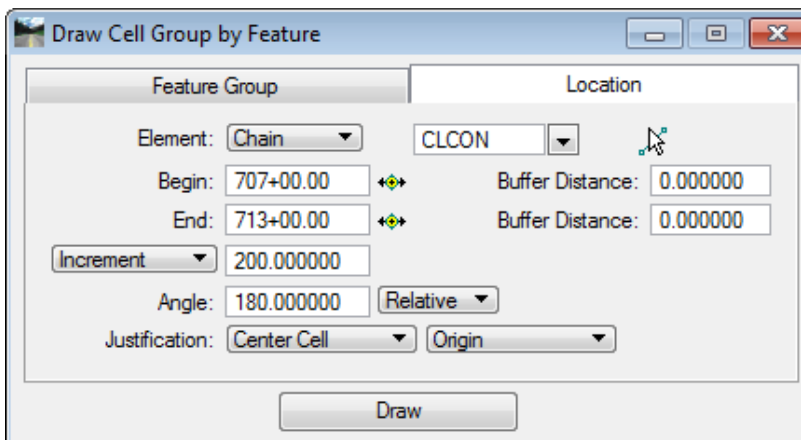 Draw Cell Group by Feature
Feature Group Location
Element: Chain CLCON
Begin: 707+00.00 Buffer Distance: 0.000000
End: 713+00.00 Buffer Distance: 0.000000
Increment 200.000000
Angle: 180.000000 Relative
Justification: Center Cell Origin
Draw